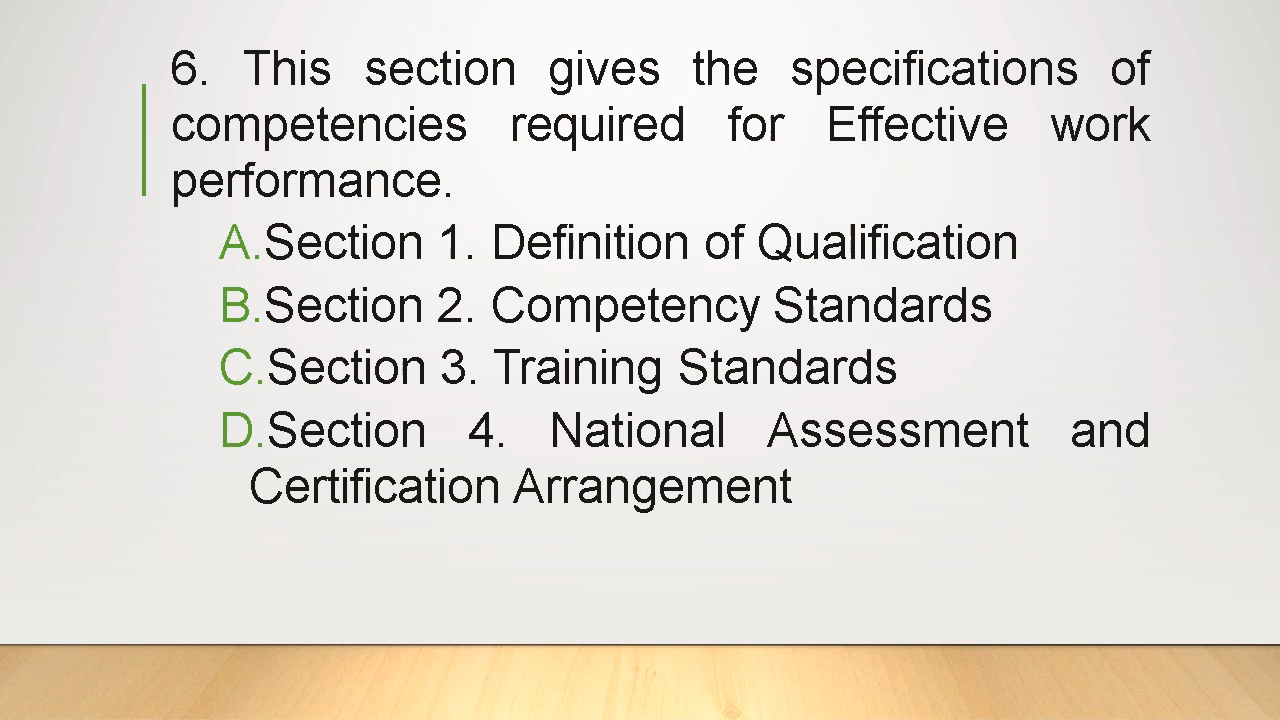 6. This section gives the specifications of
competencies required for Effective work
performance.
A.Section 1. Definition of Qualification
B.Section 2. Competency Standards
C.Section 3. Training Standards
D.Section 4. National Assessment and
Certification Arrangement